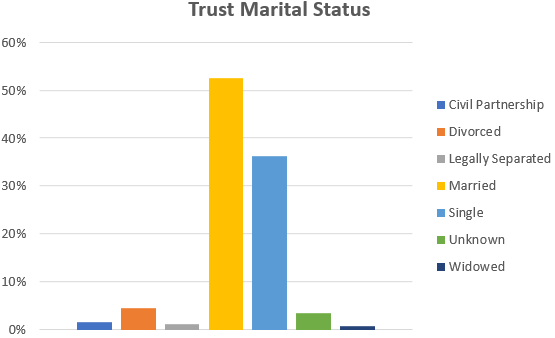 Trust Marital Status
60%
50%
40%
30%
20%
10%
0%
Civil Partnership
Divorced
Legally Separated
Married
Single
Unknown
Widowed